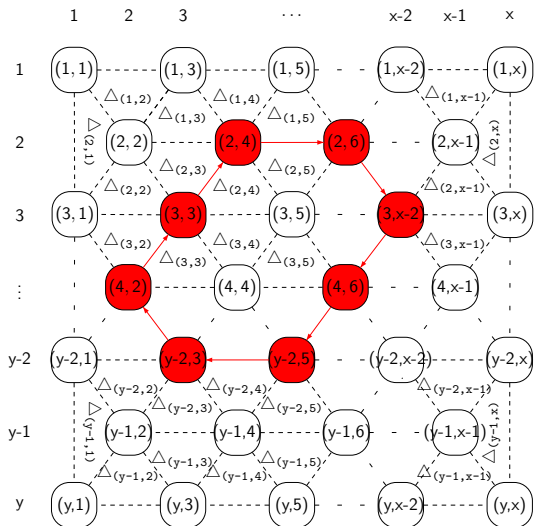 1 2 3 ··· x-2 x-1 x
1 (1, 1) (1, 3) (1, 5) (1,x-2) (1,x)
△(1,2) △(1,4) △(1,x-1)
△(2,1) △(1,3) △(1,5) △(2,x)
2 (2, 2) (2, 4) (2, 6) (2,x-1)
△(2,3) △(2,5)
△(2,2) △(2,4) △(2,x-1)
3 (3, 1) (3, 3) (3, 5) (3,x-2) (3,x)
△(3,2) △(3,4) △(3,x-1)
△(3,3) △(3,5)
⋮ (4, 2) (4, 4) (4, 6) (4,x-1)
y-2 (y-2,1) (y-2,3) (y-2,5) (y-2,x-2) (y-2,x)
△(y-2,2) △(y-2,4) △(y-2,x-1)
△(y-1,1) △(y-2,3) △(y-2,5) △(y-1,x)
y-1 (y-1,2) (y-1,4) (y-1,6) (y-1,x-1)
△(y-1,3) △(y-1,5)
△(y-1,2) △(y-1,4) △(y-1,x-1)
y (y,1) (y,3) (y,5) (y,x-2) (y,x)